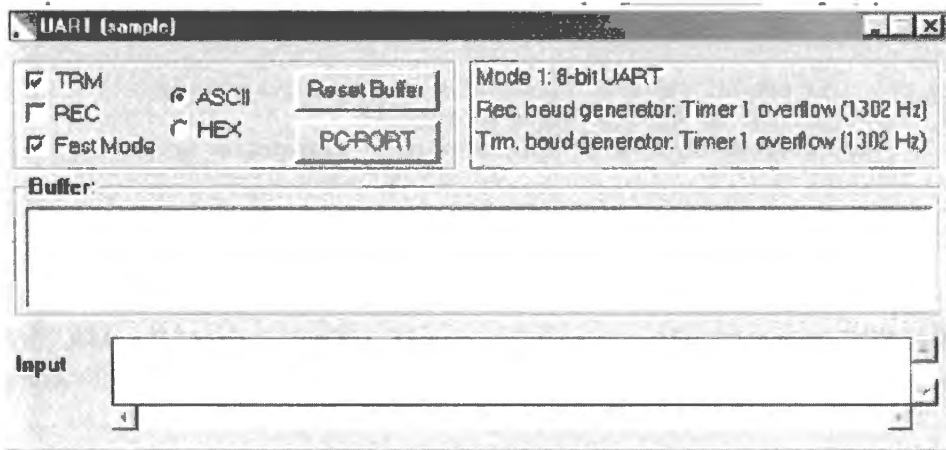 UART (sample)
TRM
REC
Fast Mode
ASCII
HEX
Reset Buffer
PC-PORT
Mode 1: 8-bit UART
Rec. baud generator: Timer 1 overflow (1302 Hz)
Trm. baud generator: Timer 1 overflow (1302 Hz)
Buffer:
Input